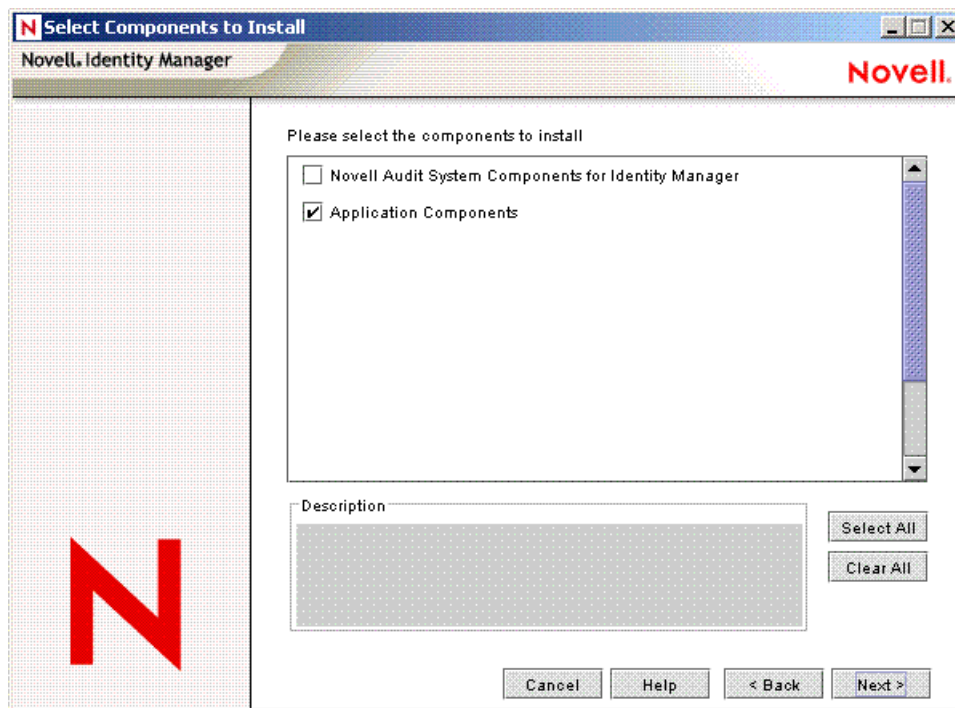 N Select Components to Install
Novell. Identity Manager
Novell.
Please select the components to install
Novell Audit System Components for Identity Manager
Application Components
Description
Select All
Clear All
N
Cancel
Help
< Back
Next >